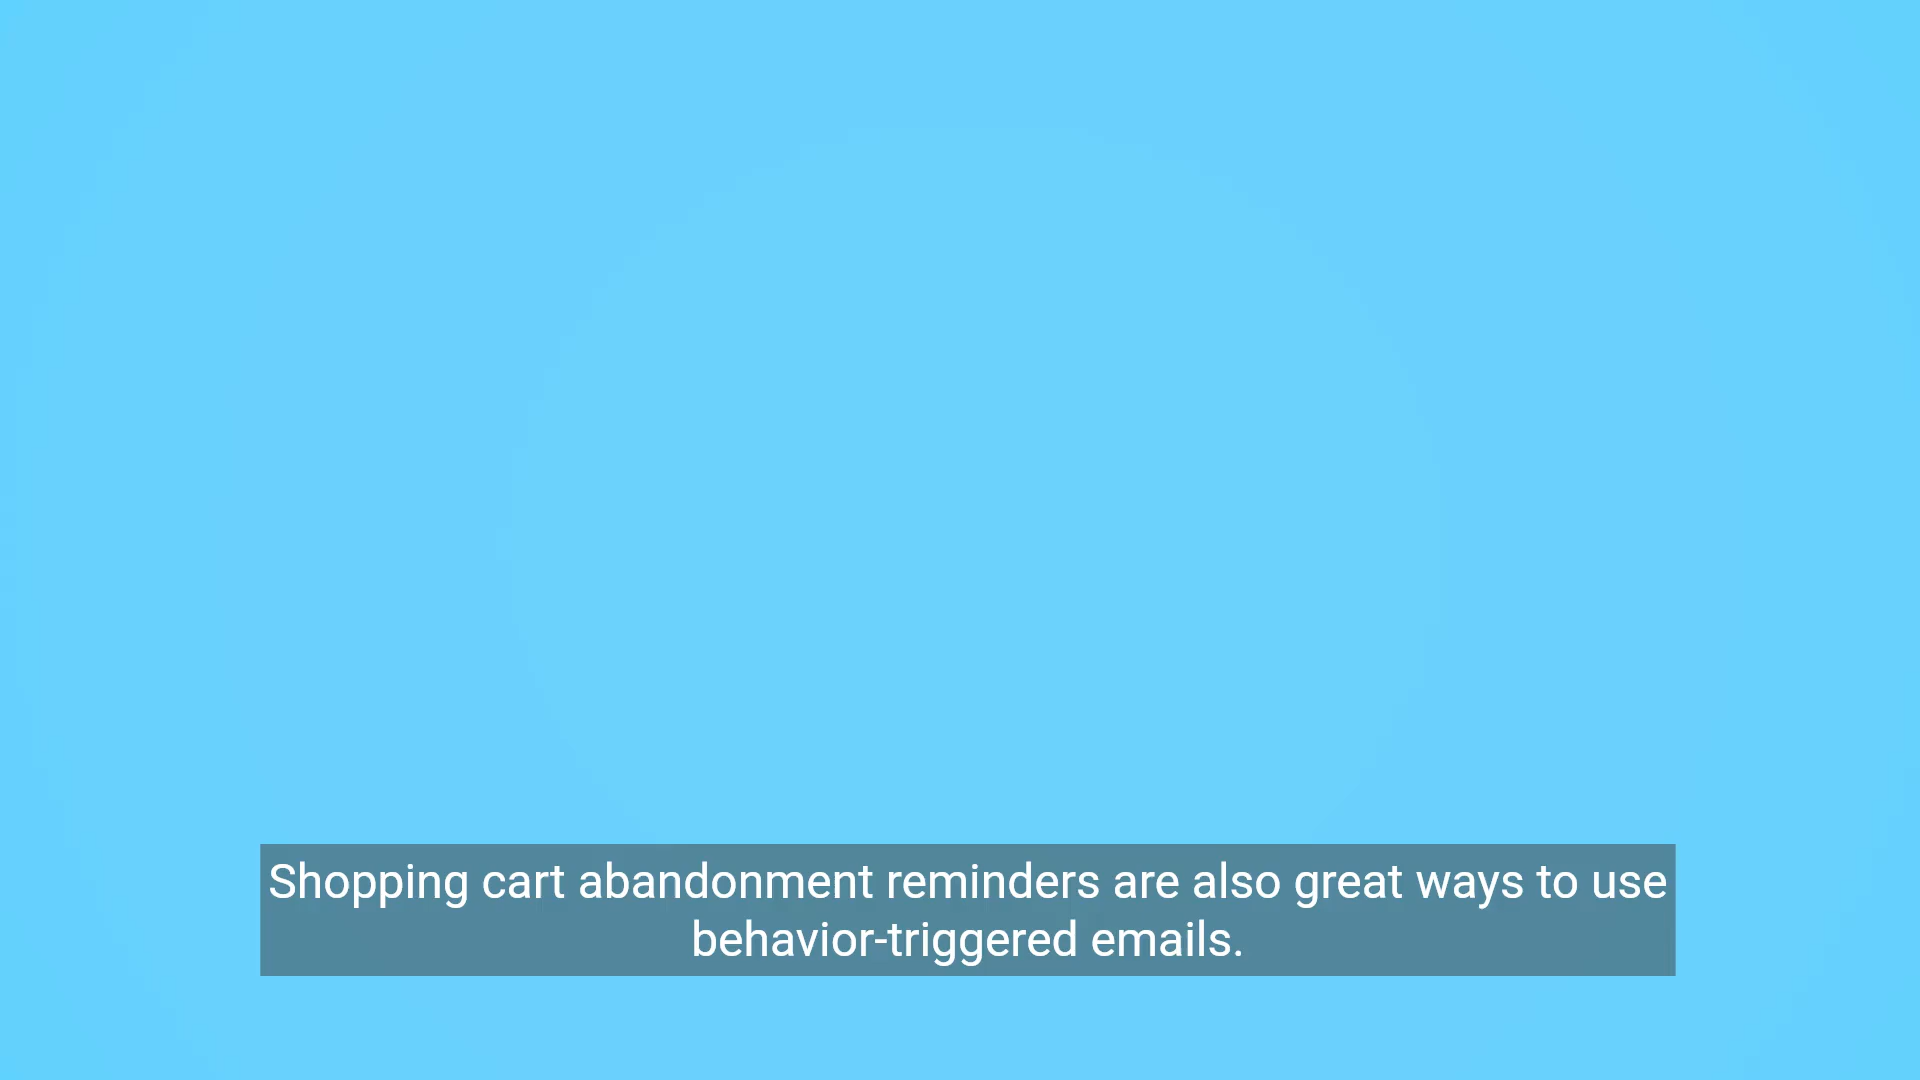 Shopping cart abandonment reminders are also great ways to use
behavior-triggered emails.